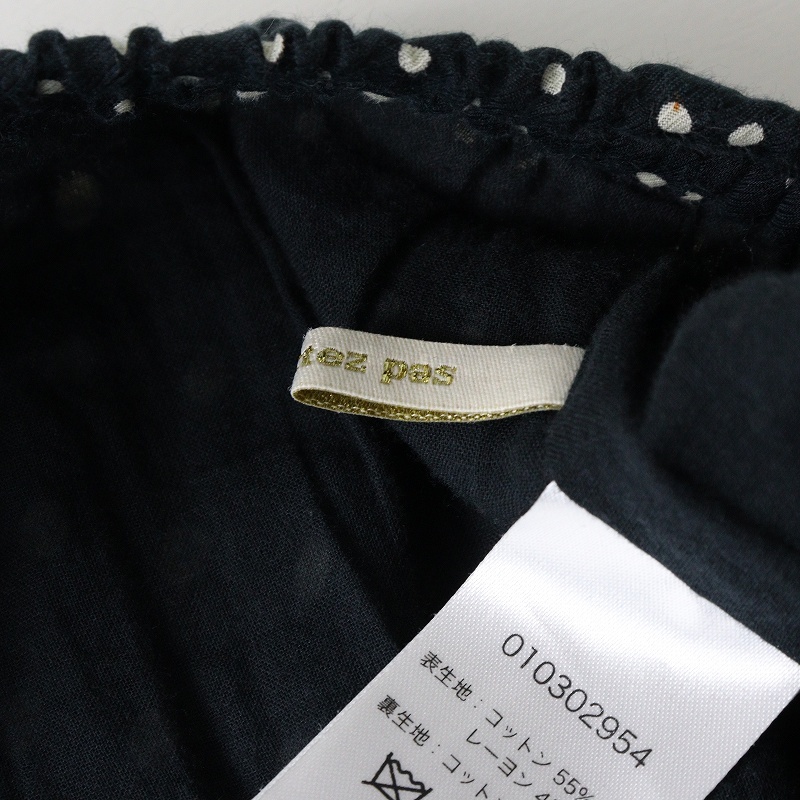 tez pas
010302954
表生地:コットン 55%
レーヨン 4
裏生地:コット